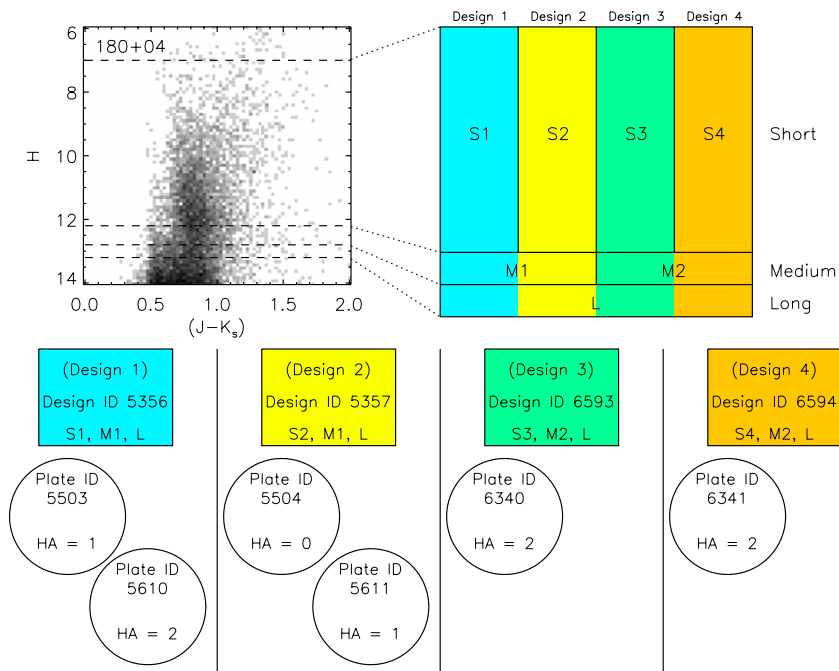 180+04
6
8
10
12
14
H
0.0 0.5 1.0 1.5 2.0
(J−Ks)
Design 1 Design 2 Design 3 Design 4
S1 S2 S3 S4 Short
M1 M2 Medium
L Long
(Design 1)
Design ID 5356
S1, M1, L
(Design 2)
Design ID 5357
S2, M1, L
(Design 3)
Design ID 6593
S3, M2, L
(Design 4)
Design ID 6594
S4, M2, L
Plate ID
5503
HA = 1
Plate ID
5610
HA = 2
Plate ID
5504
HA = 0
Plate ID
5611
HA = 1
Plate ID
6340
HA = 2
Plate ID
6341
HA = 2